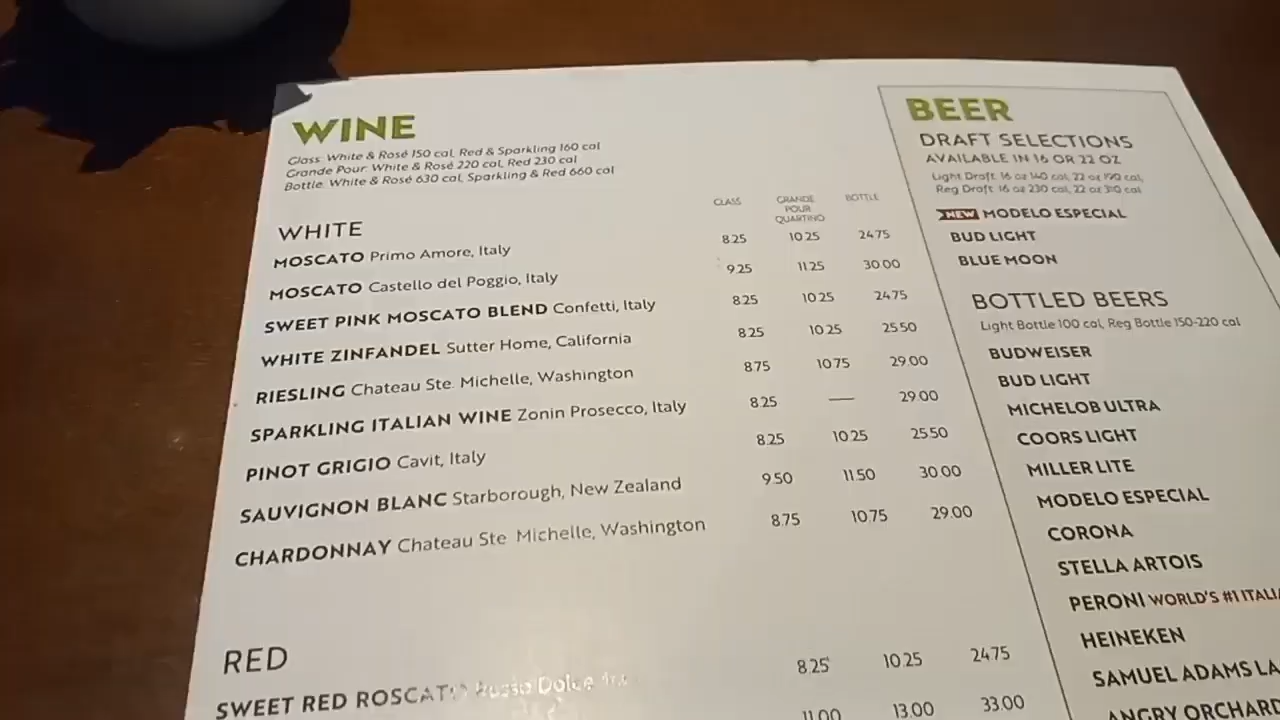 WINE
Glass: White & Rosé 150 cal, Red & Sparkling 160 cal
Grande Pour: White & Rosé 220 cal, Red 230 cal
Bottle: White & Rosé 630 cal, Sparkling & Red 660 cal
GLASS GRANDE POUR QUARTINO BOTTLE
WHITE
MOSCATO Primo Amore, Italy 8.25 10.25 24.75
MOSCATO Castello del Poggio, Italy 9.25 11.25 30.00
SWEET PINK MOSCATO BLEND Confetti, Italy 8.25 10.25 24.75
WHITE ZINFANDEL Sutter Home, California 8.25 10.25 25.50
RIESLING Chateau Ste. Michelle, Washington 8.75 10.75 29.00
SPARKLING ITALIAN WINE Zonin Prosecco, Italy 8.25 — 29.00
PINOT GRIGIO Cavit, Italy 8.25 10.25 25.50
SAUVIGNON BLANC Starborough, New Zealand 9.50 11.50 30.00
CHARDONNAY Chateau Ste. Michelle, Washington 8.75 10.75 29.00
RED
SWEET RED ROSCATO Rosso Dolce 8.25 10.25 24.75
11.00 13.00 33.00
BEER
DRAFT SELECTIONS
AVAILABLE IN 16 OR 22 OZ
Light Draft: 16 oz 140 cal, 22 oz 190 cal,
Reg Draft: 16 oz 230 cal, 22 oz 310 cal
NEW MODELO ESPECIAL
BUD LIGHT
BLUE MOON
BOTTLED BEERS
Light Bottle 100 cal, Reg Bottle 150-220 cal
BUDWEISER
BUD LIGHT
MICHELOB ULTRA
COORS LIGHT
MILLER LITE
MODELO ESPECIAL
CORONA
STELLA ARTOIS
PERONI WORLD'S #1 ITALIA
HEINEKEN
SAMUEL ADAMS LA
ANGRY ORCHARD